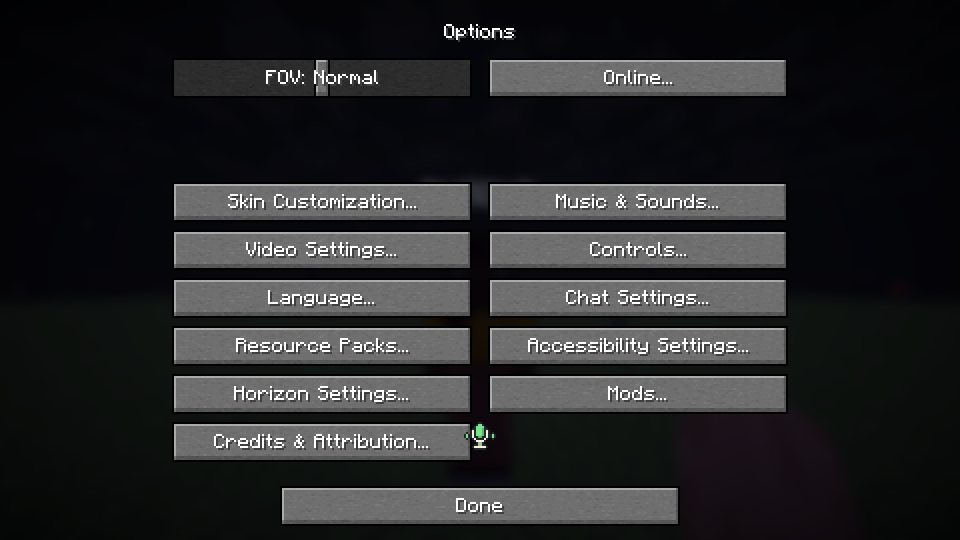 Options
FOV: Normal
Online...
Skin Customization...
Music & Sounds...
Video Settings...
Controls...
Language...
Chat Settings...
Resource Packs...
Accessibility Settings...
Horizon Settings...
Mods...
Credits & Attribution...
Done